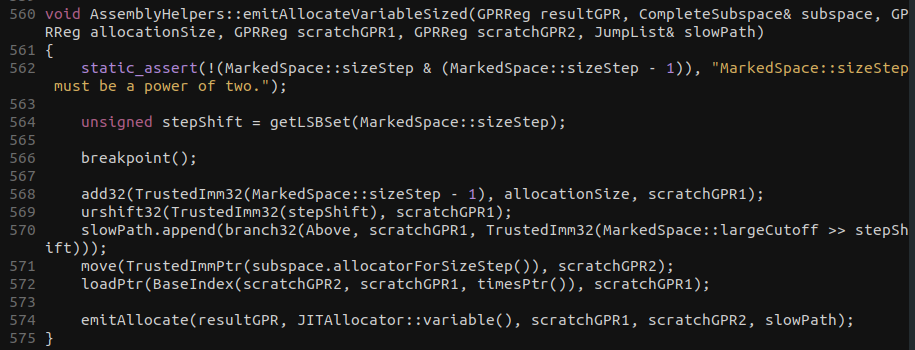 560 void AssemblyHelpers::emitAllocateVariableSized(GPRReg resultGPR, CompleteSubspace& subspace, GP
RReg allocationSize, GPRReg scratchGPR1, GPRReg scratchGPR2, JumpList& slowPath)
561 {
562     static_assert(!(MarkedSpace::sizeStep & (MarkedSpace::sizeStep - 1)), "MarkedSpace::sizeStep
 must be a power of two.");
563
564     unsigned stepShift = getLSBSet(MarkedSpace::sizeStep);
565
566     breakpoint();
567
568     add32(TrustedImm32(MarkedSpace::sizeStep - 1), allocationSize, scratchGPR1);
569     urshift32(TrustedImm32(stepShift), scratchGPR1);
570     slowPath.append(branch32(Above, scratchGPR1, TrustedImm32(MarkedSpace::largeCutoff >> stepSh
ift)));
571     move(TrustedImmPtr(subspace.allocatorForSizeStep()), scratchGPR2);
572     loadPtr(BaseIndex(scratchGPR2, scratchGPR1, timesPtr()), scratchGPR1);
573
574     emitAllocate(resultGPR, JITAllocator::variable(), scratchGPR1, scratchGPR2, slowPath);
575 }